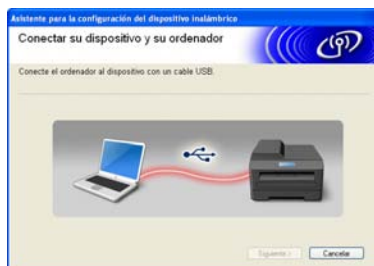 Asistente para la configuración del dispositivo inalámbrico
Conectar su dispositivo y su ordenador
Conecte el ordenador al dispositivo con un cable USB.
Siguiente > Cancelar